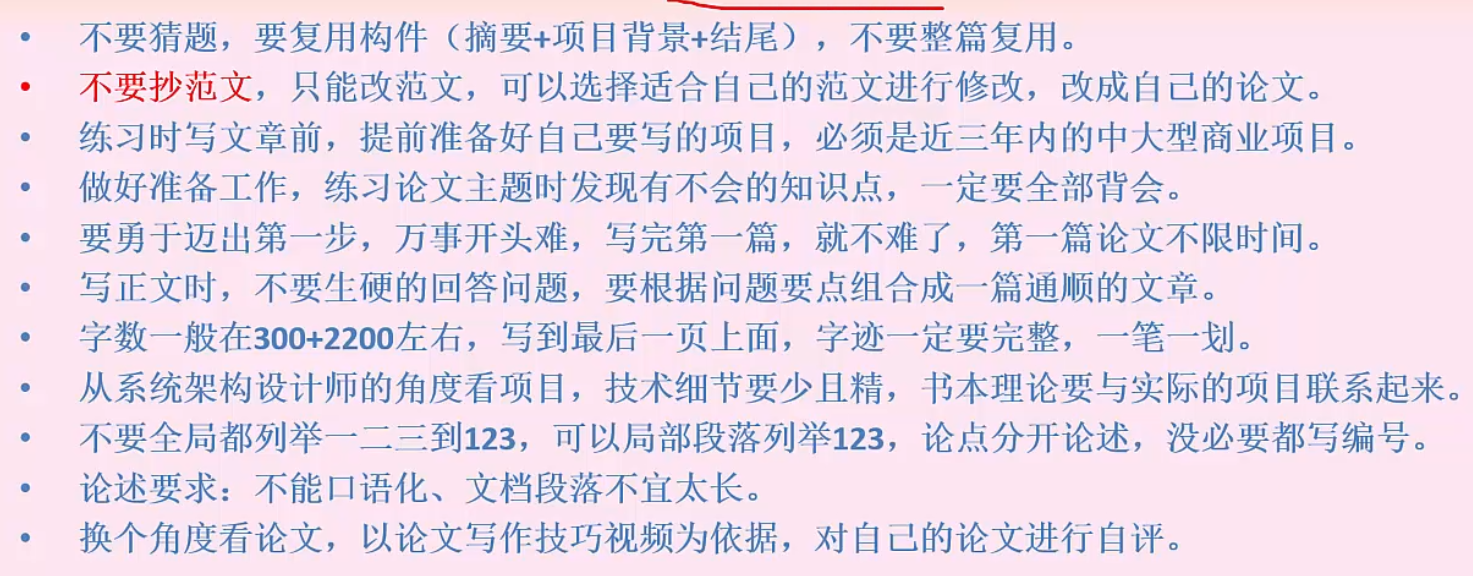 • 不要猜题，要复用构件（摘要+项目背景+结尾），不要整篇复用。
• 不要抄范文，只能改范文，可以选择适合自己的范文进行修改，改成自己的论文。
• 练习时写文章前，提前准备好自己要写的项目，必须是近三年内的中大型商业项目。
• 做好准备工作，练习论文主题时发现有不会的知识点，一定要全部背会。
• 要勇于迈出第一步，万事开头难，写完第一篇，就不难了，第一篇论文不限时间。
• 写正文时，不要生硬的回答问题，要根据问题要点组合成一篇通顺的文章。
• 字数一般在300+2200左右，写到最后一页上面，字迹一定要完整，一笔一划。
• 从系统架构设计师的角度看项目，技术细节要少且精，书本理论要与实际的项目联系起来。
• 不要全局都列举一二三到123，可以局部段落列举123，论点分开论述，没必要都写编号。
• 论述要求：不能口语化、文档段落不宜太长。
• 换个角度看论文，以论文写作技巧视频为依据，对自己的论文进行自评。